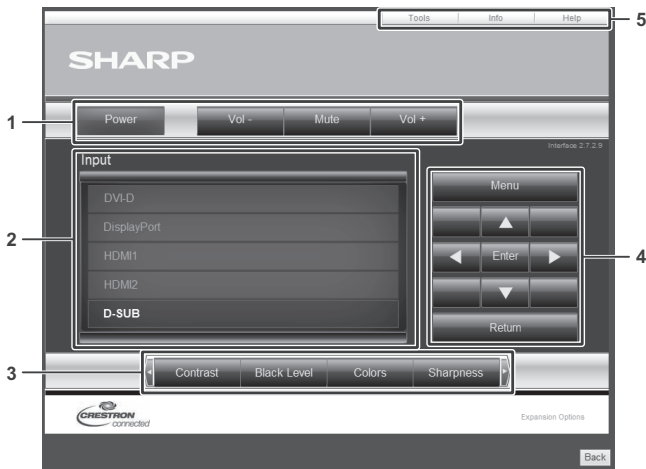 Tools Info Help 5
SHARP
1 Power Vol - Mute Vol +
Interface 2.7.2.9
Input
Menu
DVI-D
DisplayPort
2 HDMI1 Enter 4
HDMI2
D-SUB
Return
3 Contrast Black Level Colors Sharpness
CRESTRON
connected
Expansion Options
Back